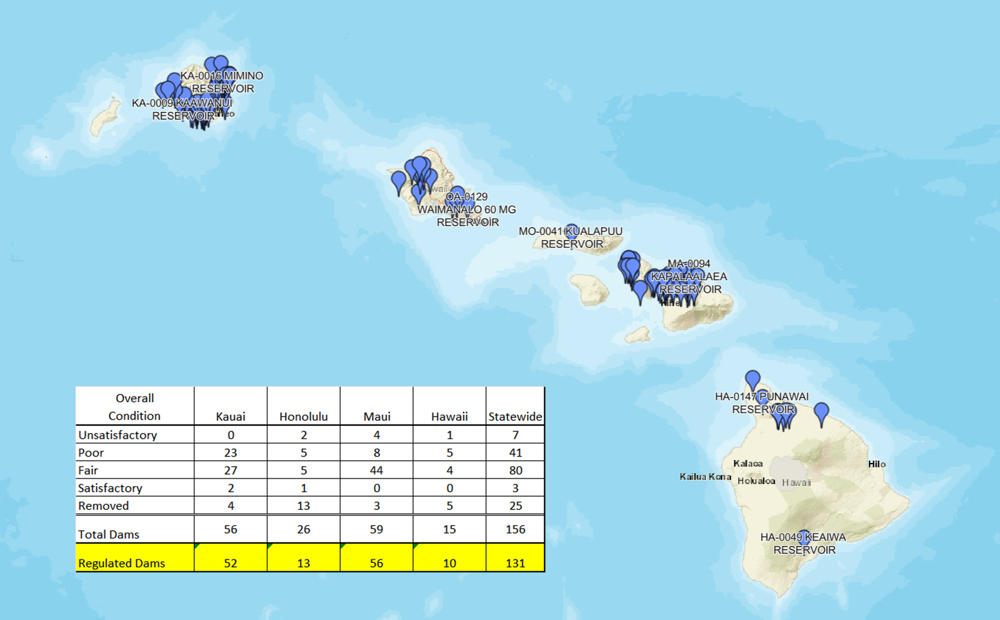 KA-0016 MIMINO
RESERVOIR
KA-0009 KAAWANUI
RESERVOIR
OA-0129
WAIMANALO 60 MG
RESERVOIR
MO-0041 KUALAPUU
RESERVOIR
MA-0094
KAPALAALAEA
RESERVOIR
HA-0147 PUNAWAI
RESERVOIR
Kalaoa
Hilo
Kailua Kona
Holualoa
Hawaii
HA-0049 KEAIWA
RESERVOIR
Overall
Condition Kauai Honolulu Maui Hawaii Statewide
Unsatisfactory 0 2 4 1 7
Poor 23 5 8 5 41
Fair 27 5 44 4 80
Satisfactory 2 1 0 0 3
Removed 4 13 3 5 25
Total Dams 56 26 59 15 156
Regulated Dams 52 13 56 10 131